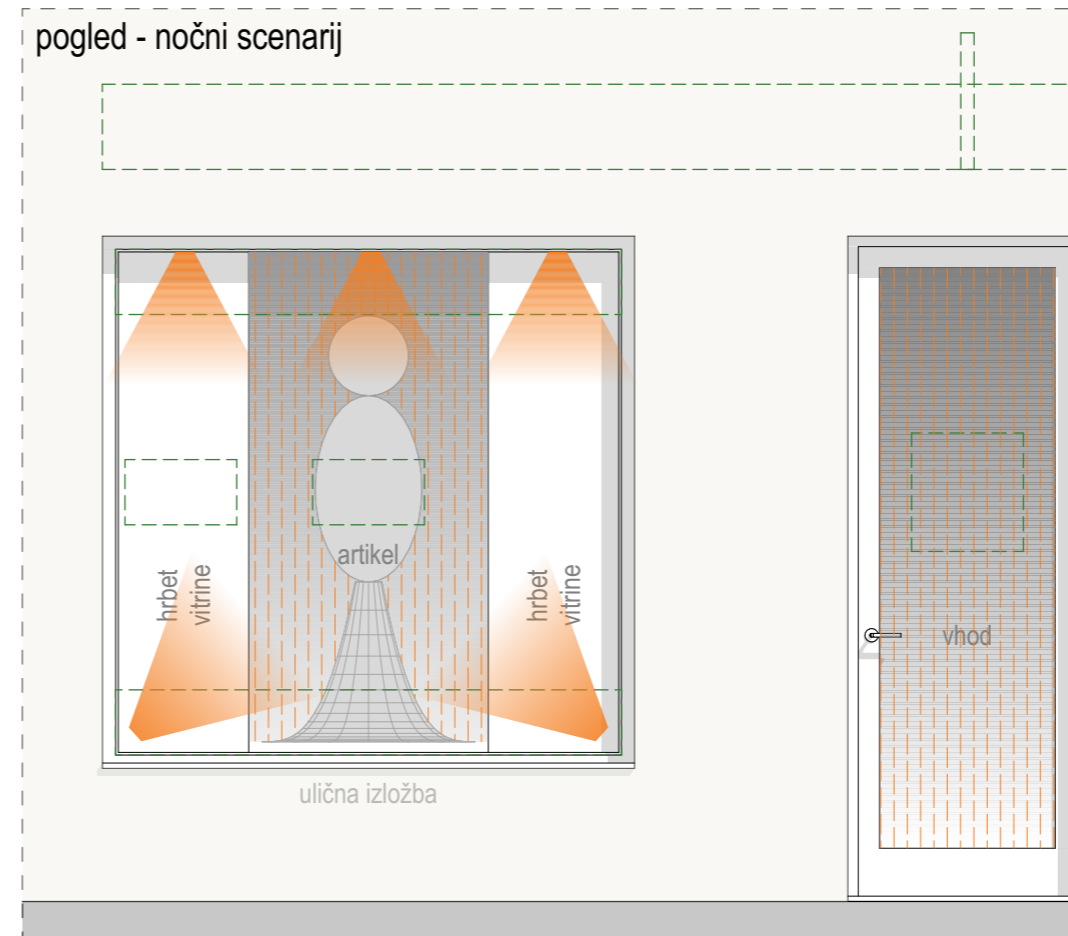 pogled - nočni scenarij
artikel
hrbet
vitrine
hrbet
vitrine
vhod
ulična izložba